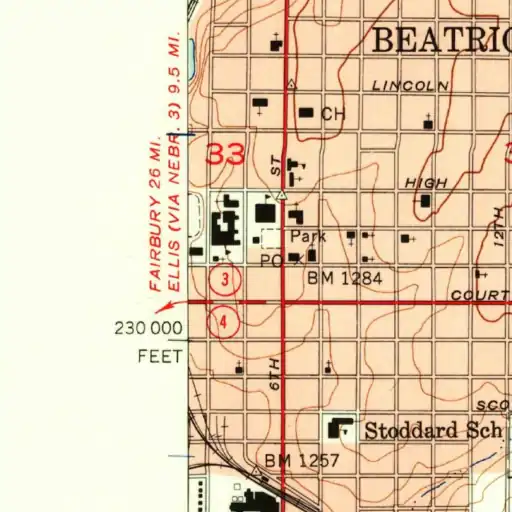 BEATRIC
LINCOLN
CH
33
ST
HIGH
12TH
Park
PO
BM 1284
COURT
3
4
FAIRBURY 26 MI.
ELLIS (VIA NEBR. 3) 9.5 MI.
230 000
FEET
6TH
SCO
Stoddard Sch
BM 1257